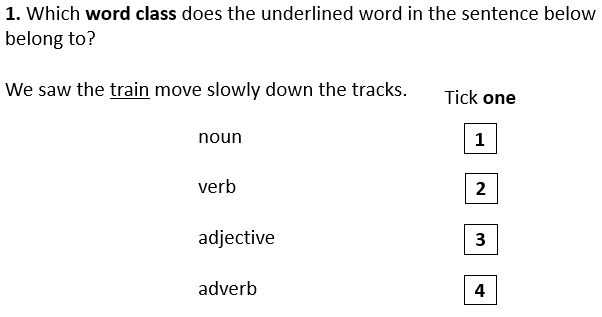 1. Which word class does the underlined word in the sentence below
belong to?
We saw the train move slowly down the tracks.
Tick one
noun 1
verb 2
adjective 3
adverb 4